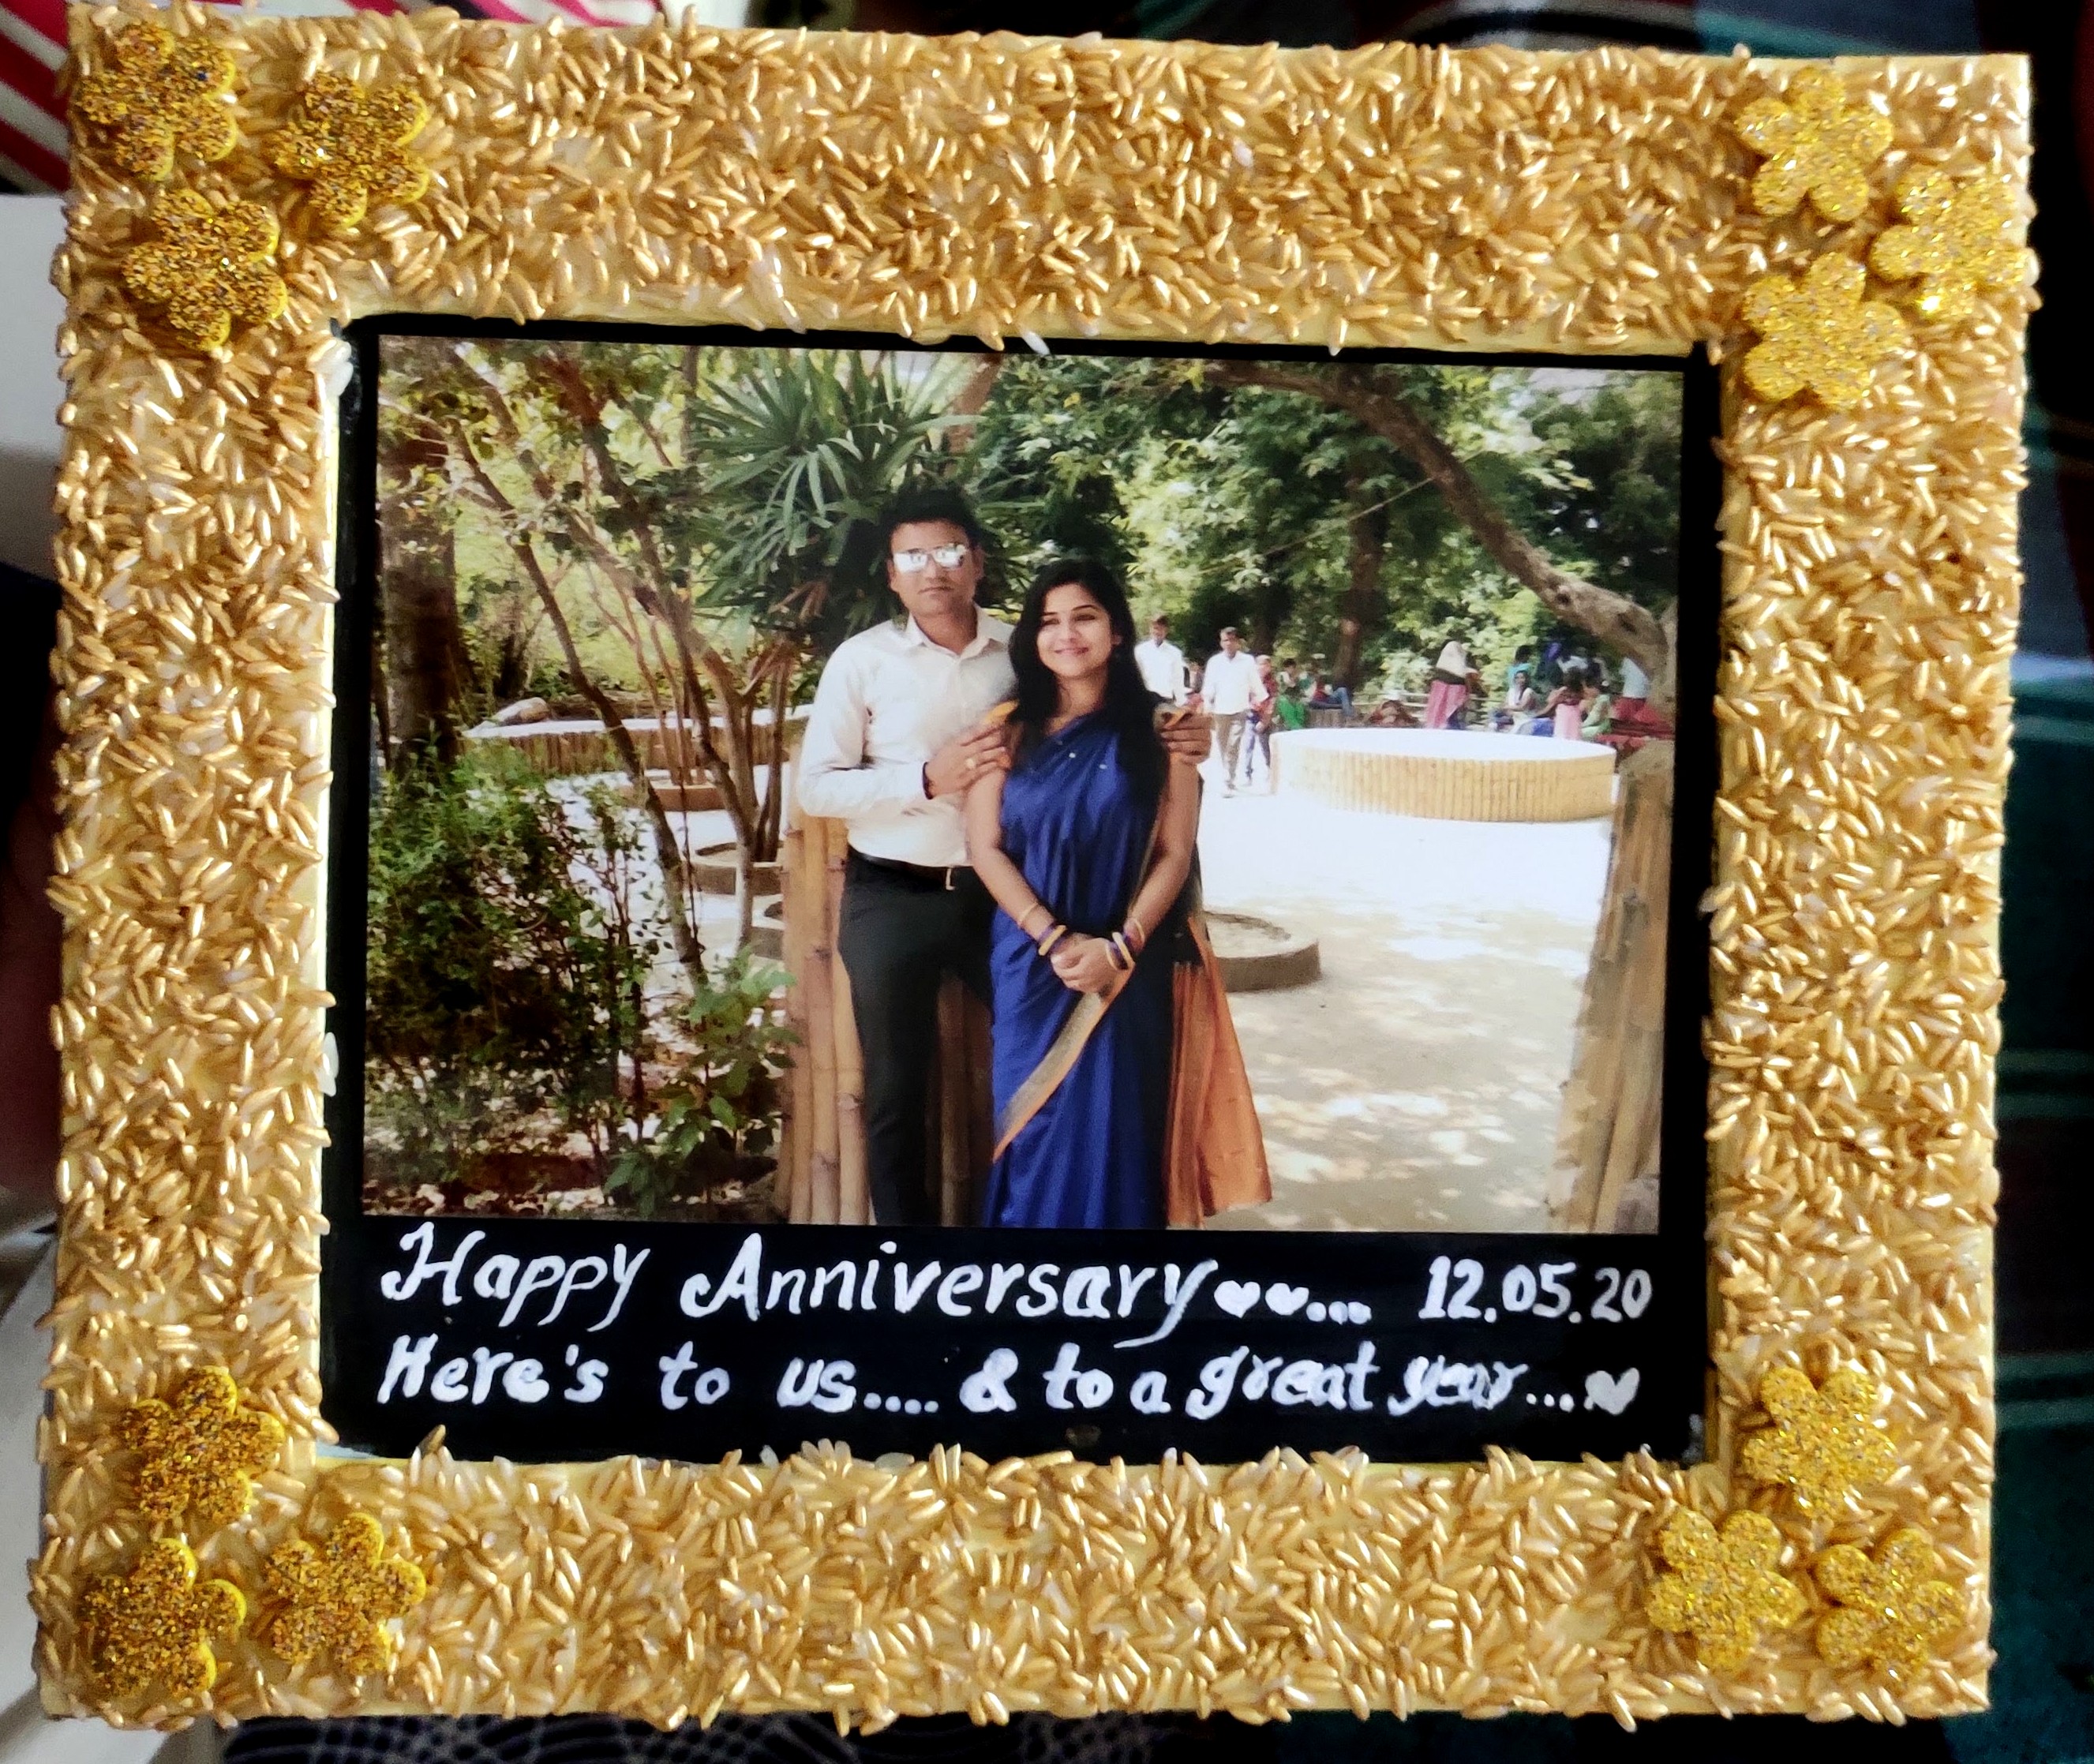 Happy Anniversary♥♥... 12.05.20
Here's to us.... & to a great year...♥